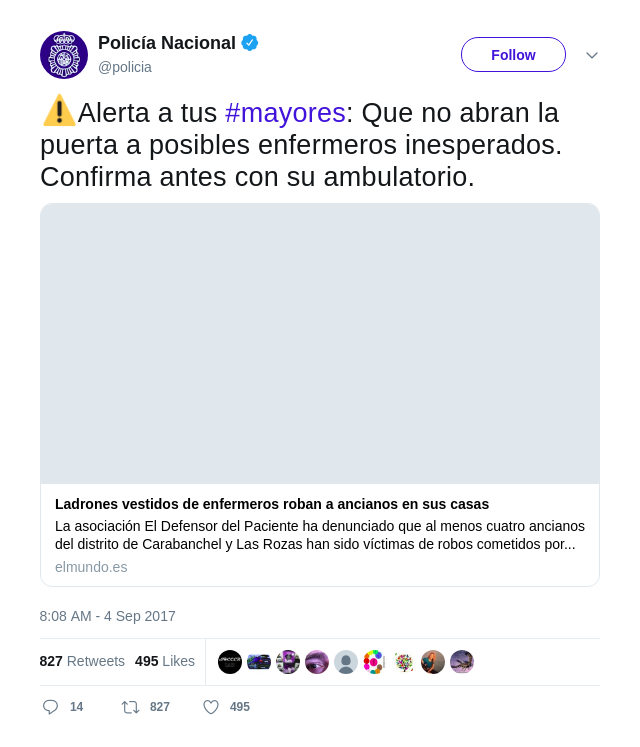 Policía Nacional
@policia
Follow
⚠️Alerta a tus #mayores: Que no abran la
puerta a posibles enfermeros inesperados.
Confirma antes con su ambulatorio.
Ladrones vestidos de enfermeros roban a ancianos en sus casas
La asociación El Defensor del Paciente ha denunciado que al menos cuatro ancianos
del distrito de Carabanchel y Las Rozas han sido víctimas de robos cometidos por...
elmundo.es
8:08 AM - 4 Sep 2017
827 Retweets 495 Likes
14 827 495